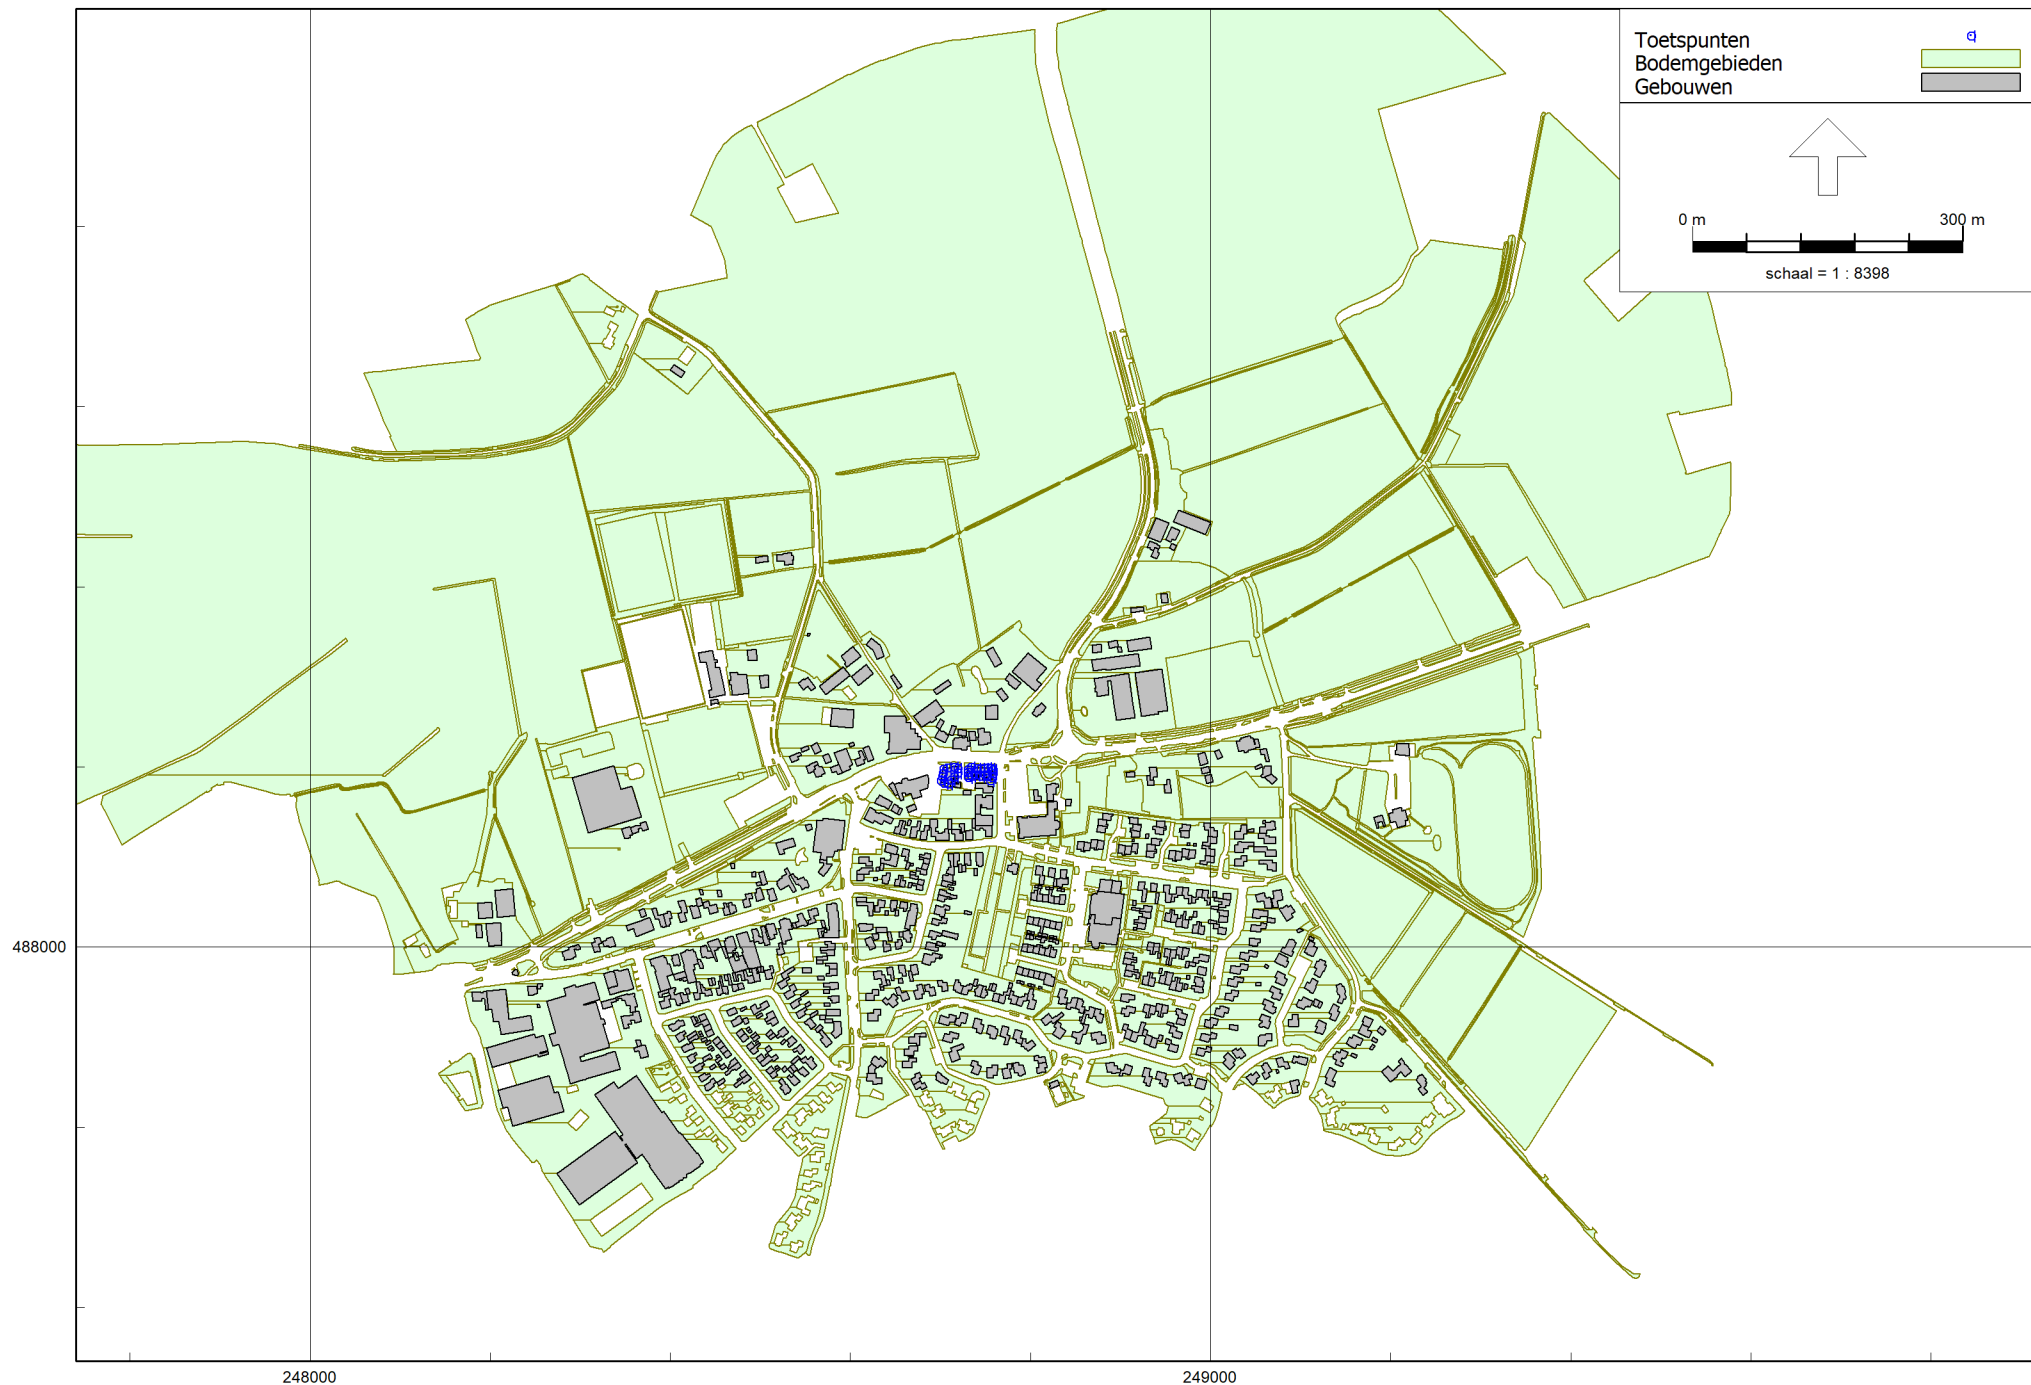 Toetspunten
Bodemgebieden
Gebouwen
0 m 300 m
schaal = 1 : 8398
488000
248000 249000